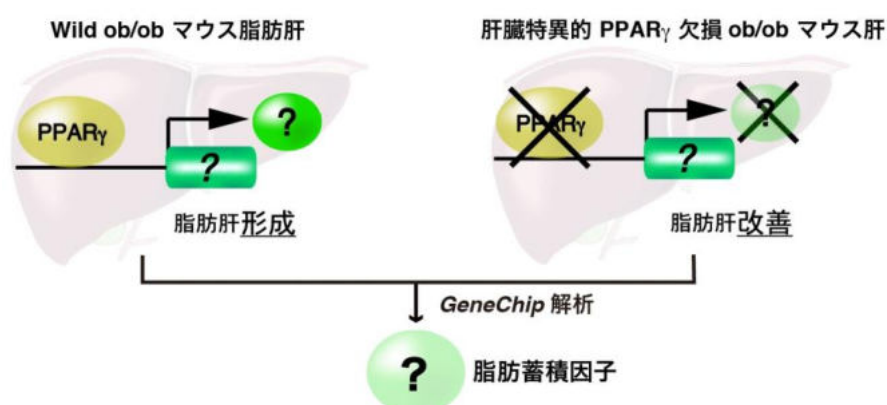 Wild ob/ob マウス脂肪肝
肝臓特異的 PPARγ 欠損 ob/ob マウス肝
PPARγ
?
?
脂肪肝形成
PPARγ
?
?
脂肪肝改善
GeneChip 解析
?
脂肪蓄積因子